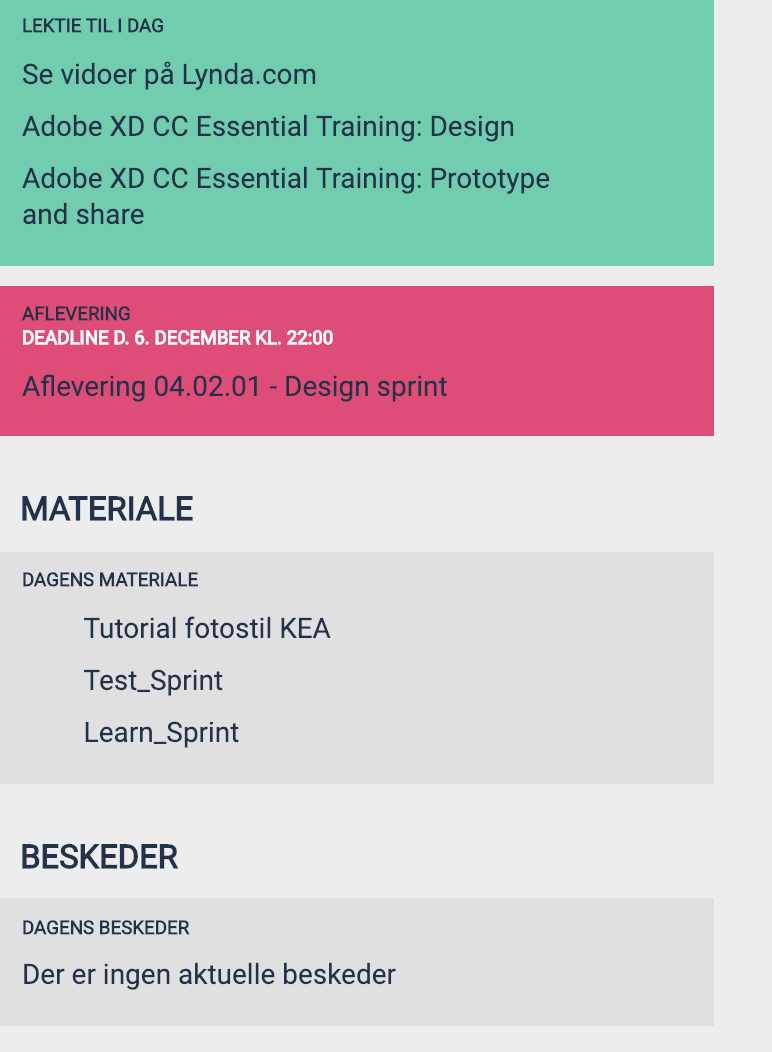 LEKTIE TIL I DAG
Se vidoer på Lynda.com
Adobe XD CC Essential Training: Design
Adobe XD CC Essential Training: Prototype
and share
AFLEVERING
DEADLINE D. 6. DECEMBER KL. 22:00
Aflevering 04.02.01 - Design sprint
MATERIALE
DAGENS MATERIALE
Tutorial fotostil KEA
Test_Sprint
Learn_Sprint
BESKEDER
DAGENS BESKEDER
Der er ingen aktuelle beskeder